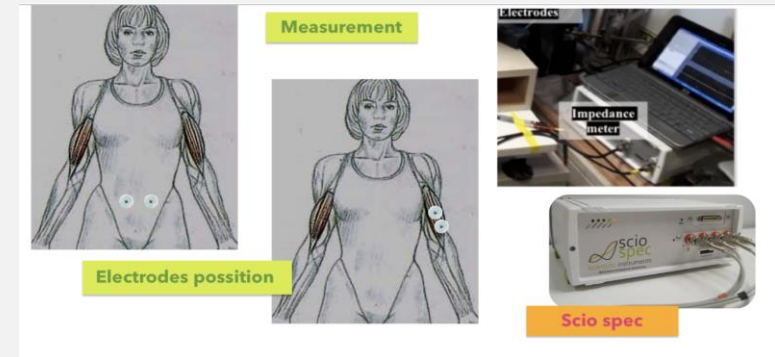 Measurement
Electrodes
Impedance
meter
scio
spec
Electrodes possition
Scio spec